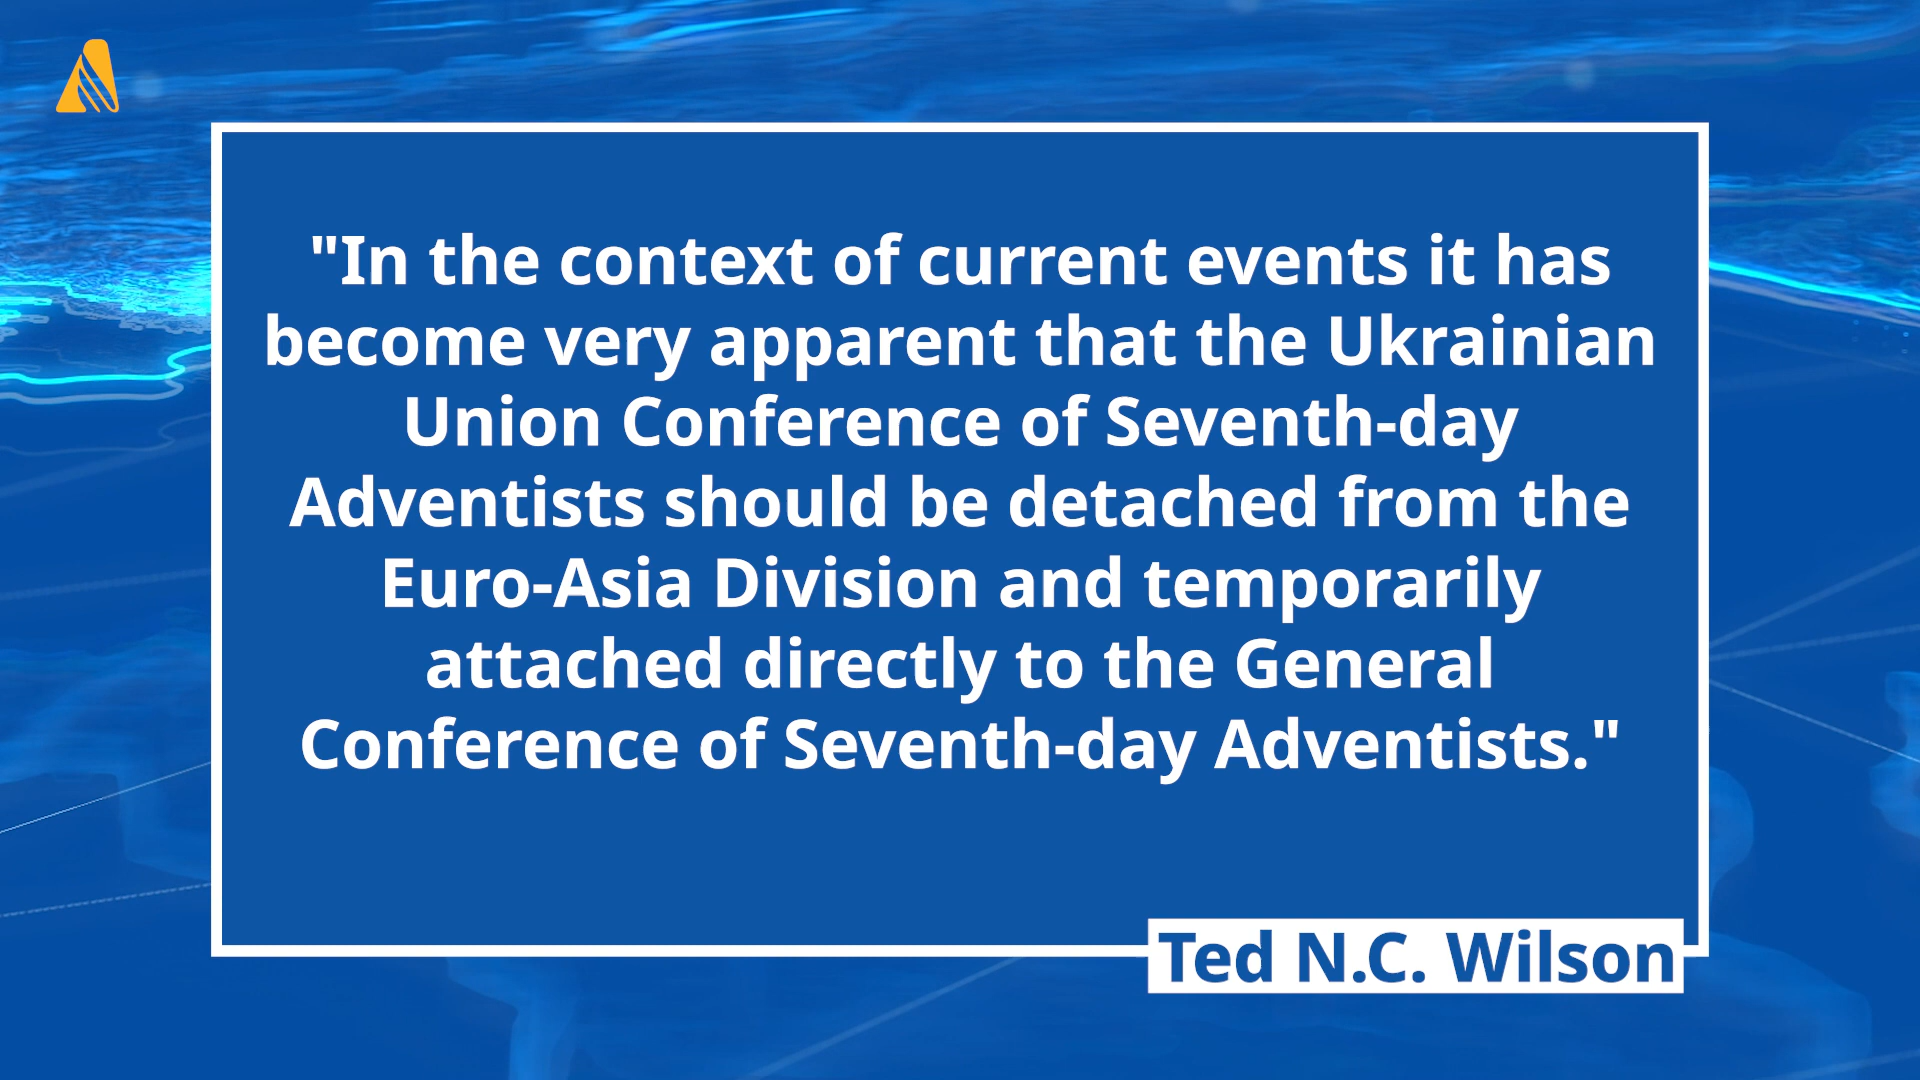 "In the context of current events it has
become very apparent that the Ukrainian
Union Conference of Seventh-day
Adventists should be detached from the
Euro-Asia Division and temporarily
attached directly to the General
Conference of Seventh-day Adventists."
Ted N.C. Wilson